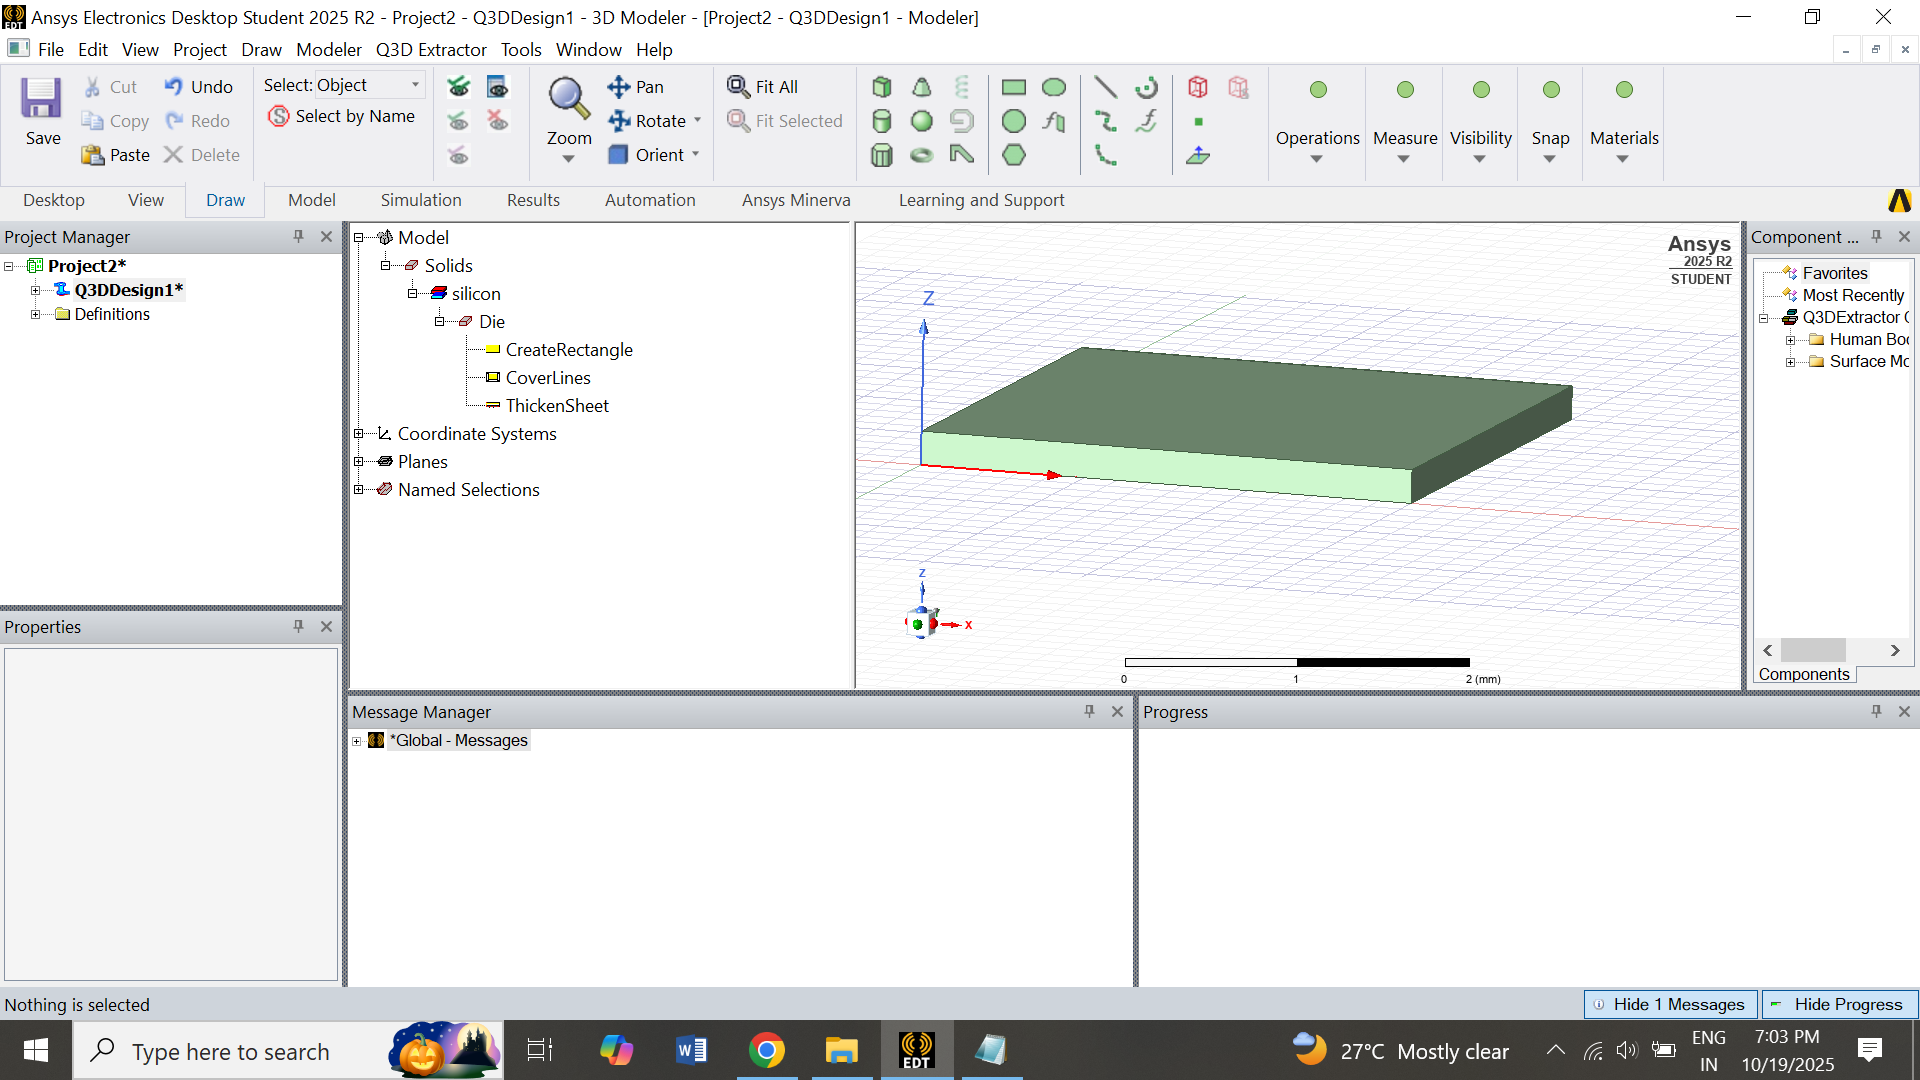 Ansys Electronics Desktop Student 2025 R2 - Project2 - Q3DDesign1 - 3D Modeler - [Project2 - Q3DDesign1 - Modeler]
File Edit View Project Draw Modeler Q3D Extractor Tools Window Help
Save
Cut
Copy
Paste
Undo
Redo
Delete
Select: Object
Select by Name
Zoom
Pan
Rotate
Orient
Fit All
Fit Selected
Operations
Measure
Visibility
Snap
Materials
Desktop View Draw Model Simulation Results Automation Ansys Minerva Learning and Support
Project Manager
Project2*
Q3DDesign1*
Definitions
Properties
Model
Solids
silicon
Die
CreateRectangle
CoverLines
ThickenSheet
Coordinate Systems
Planes
Named Selections
Ansys
2025 R2
STUDENT
Z
Z
X
0 1 2 (mm)
Component ...
Favorites
Most Recently
Q3DExtractor
Human Bo
Surface Mo
Components
Message Manager
*Global - Messages
Progress
Nothing is selected
Hide 1 Messages
Hide Progress
Type here to search
EDT
27°C Mostly clear
ENG
IN
7:03 PM
10/19/2025